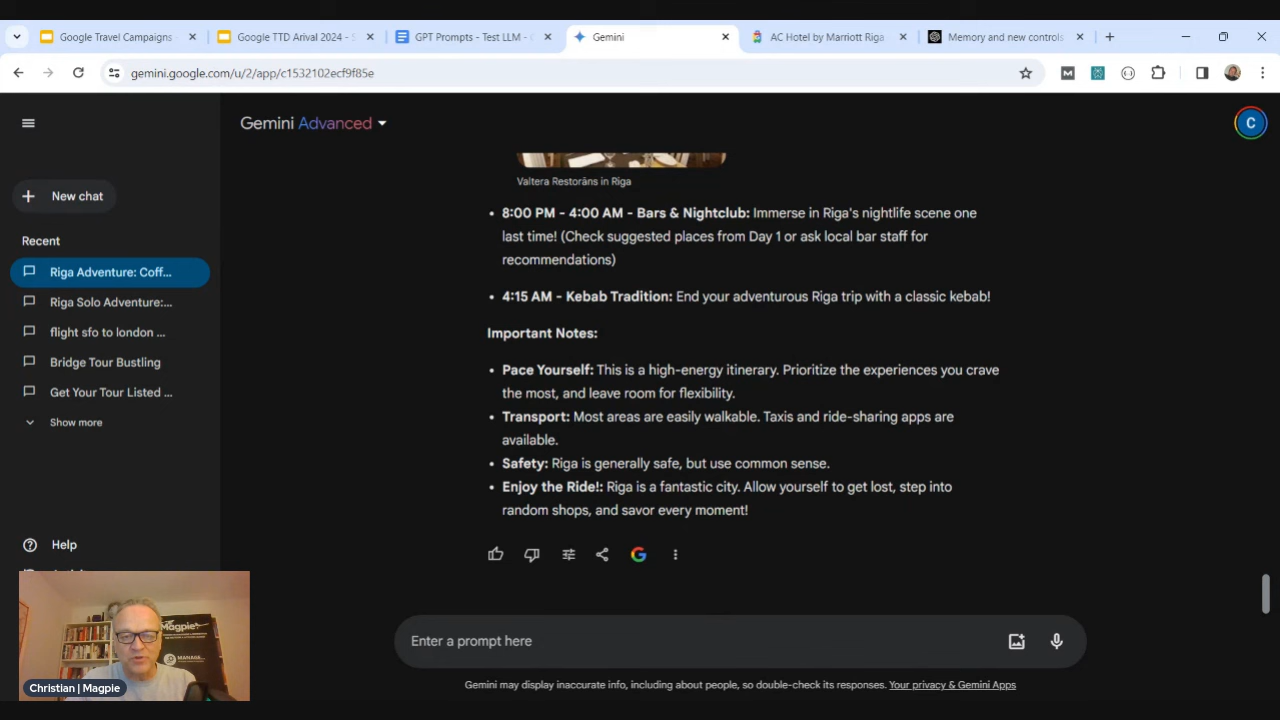 Google Travel Campaigns
Google TTD Arival 2024 - S
GPT Prompts - Test LLM -
Gemini
AC Hotel by Marriott Riga
Memory and new controls
gemini.google.com/u/2/app/c1532102ecf9f85e
Gemini Advanced
C
New chat
Recent
Riga Adventure: Coff...
Riga Solo Adventure:...
flight sfo to london ...
Bridge Tour Bustling
Get Your Tour Listed ...
Show more
Help
Valtera Restorāns in Riga
• 8:00 PM - 4:00 AM - Bars & Nightclub: Immerse in Riga's nightlife scene one
last time! (Check suggested places from Day 1 or ask local bar staff for
recommendations)
• 4:15 AM - Kebab Tradition: End your adventurous Riga trip with a classic kebab!
Important Notes:
• Pace Yourself: This is a high-energy itinerary. Prioritize the experiences you crave
the most, and leave room for flexibility.
• Transport: Most areas are easily walkable. Taxis and ride-sharing apps are
available.
• Safety: Riga is generally safe, but use common sense.
• Enjoy the Ride!: Riga is a fantastic city. Allow yourself to get lost, step into
random shops, and savor every moment!
Enter a prompt here
Gemini may display inaccurate info, including about people, so double-check its responses. Your privacy & Gemini Apps
Magpie
Christian | Magpie